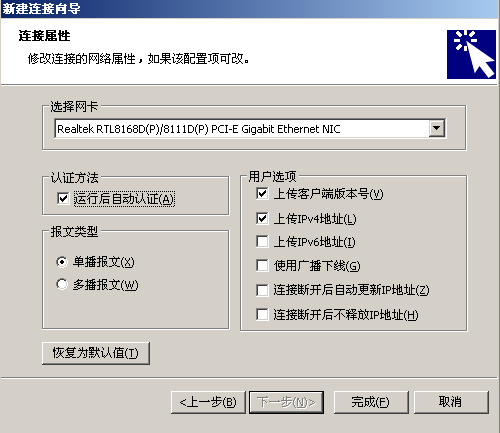 新建连接向导
连接属性
修改连接的网络属性，如果该配置项可改。
选择网卡
Realtek RTL8168D(P)/8111D(P) PCI-E Gigabit Ethernet NIC
认证方法
运行后自动认证(A)
报文类型
单播报文(X)
多播报文(W)
用户选项
上传客户端版本号(V)
上传IPv4地址(L)
上传IPv6地址(I)
使用广播下线(G)
连接断开后自动更新IP地址(Z)
连接断开后不释放IP地址(H)
恢复为默认值(T)
<上一步(B) 下一步(N)> 完成(F) 取消